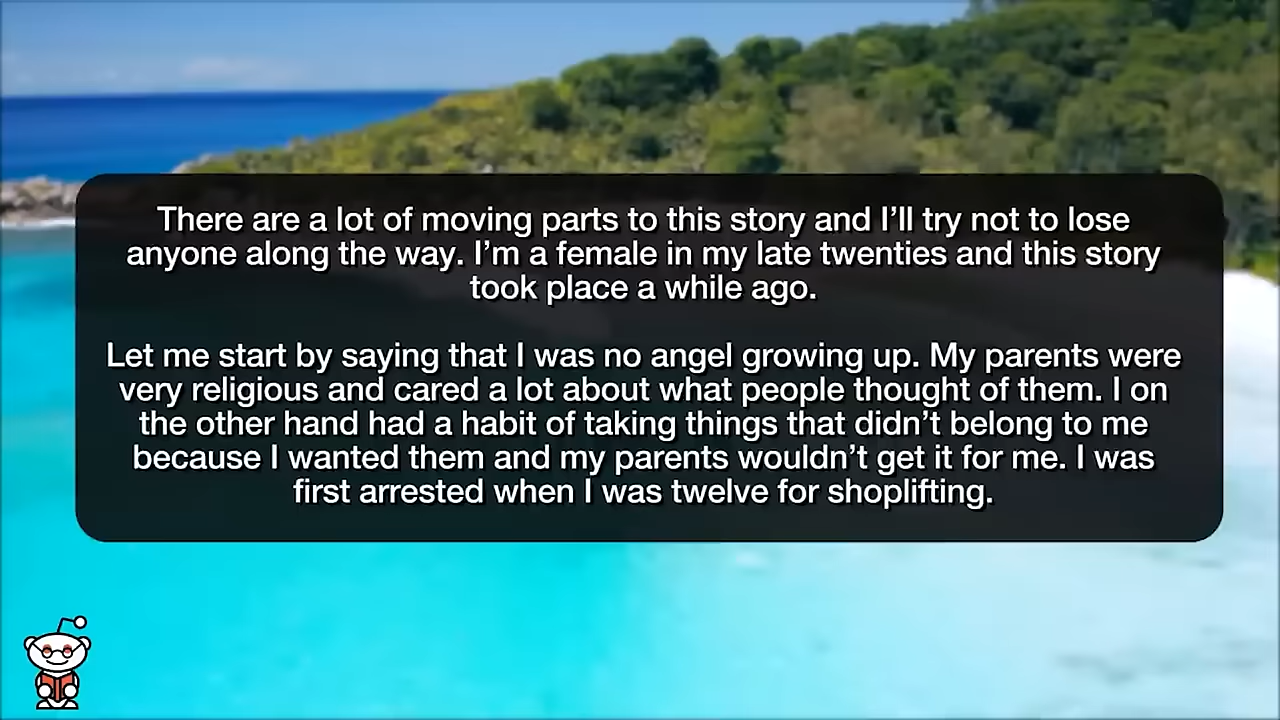 There are a lot of moving parts to this story and I’ll try not to lose
anyone along the way. I’m a female in my late twenties and this story
took place a while ago.
Let me start by saying that I was no angel growing up. My parents were
very religious and cared a lot about what people thought of them. I on
the other hand had a habit of taking things that didn’t belong to me
because I wanted them and my parents wouldn’t get it for me. I was
first arrested when I was twelve for shoplifting.